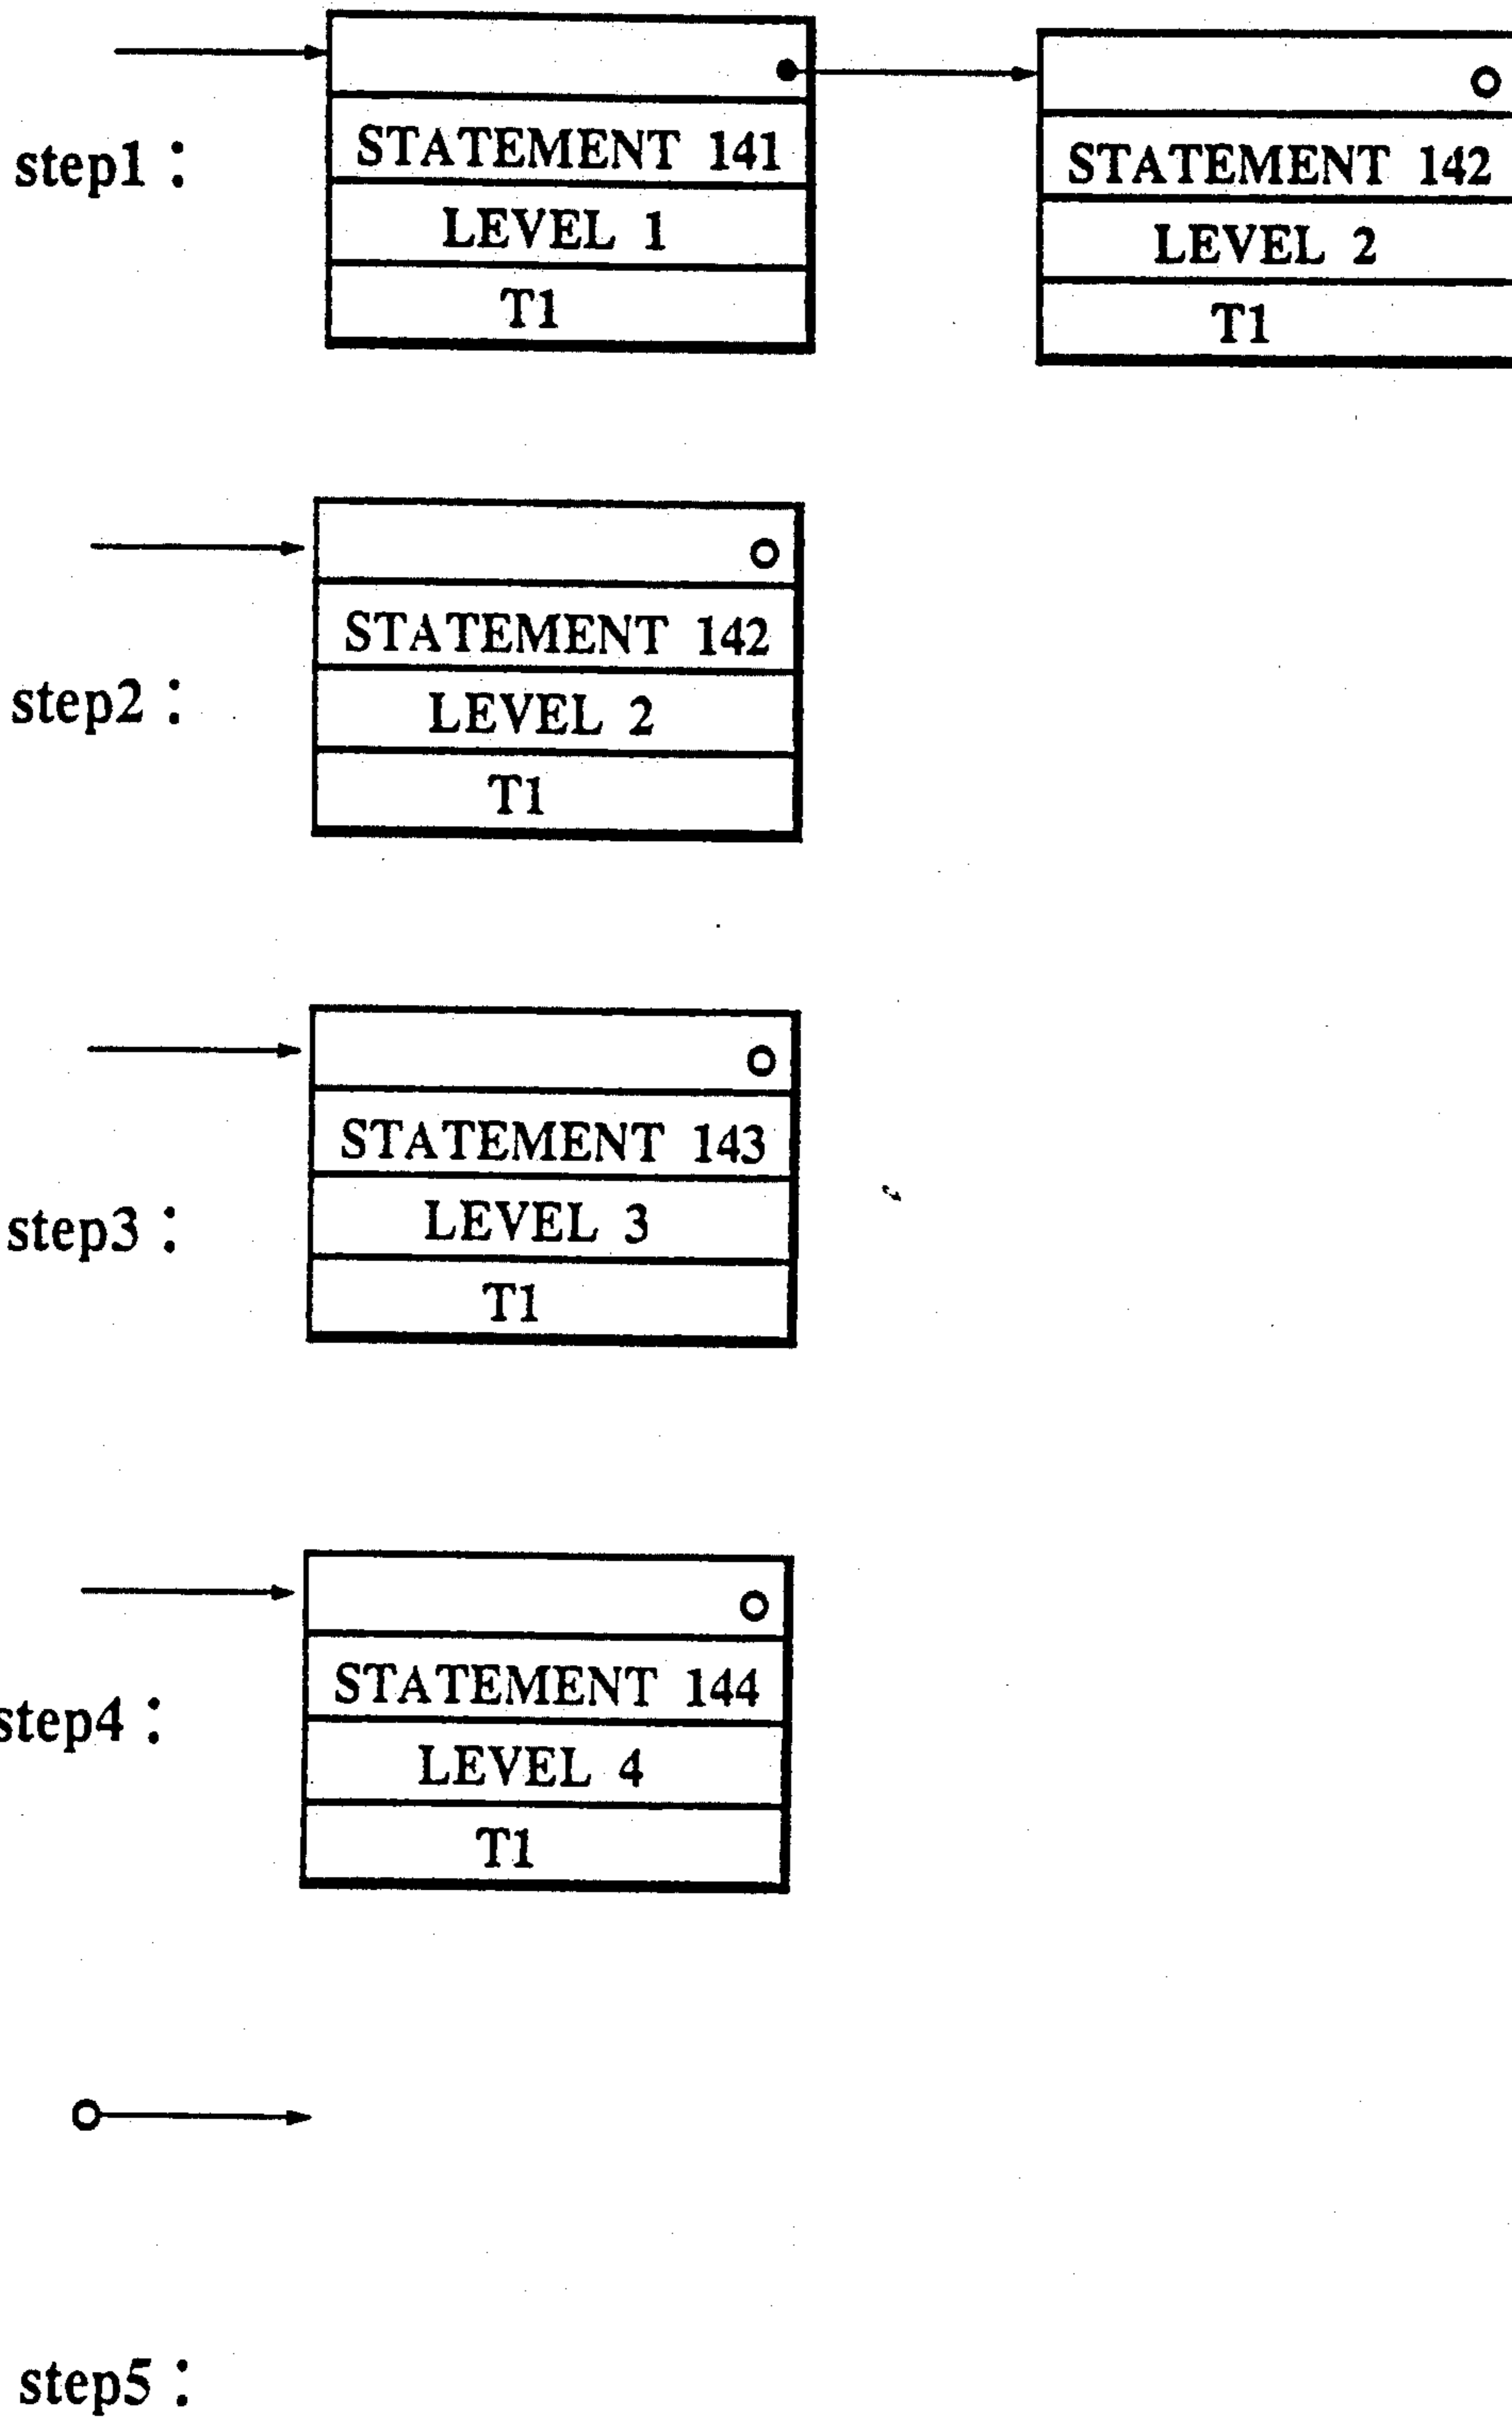 step1 :
STATEMENT 141
LEVEL 1
T1
STATEMENT 142
LEVEL 2
T1
step2 :
STATEMENT 142
LEVEL 2
T1
step3 :
STATEMENT 143
LEVEL 3
T1
step4 :
STATEMENT 144
LEVEL 4
T1
step5 :